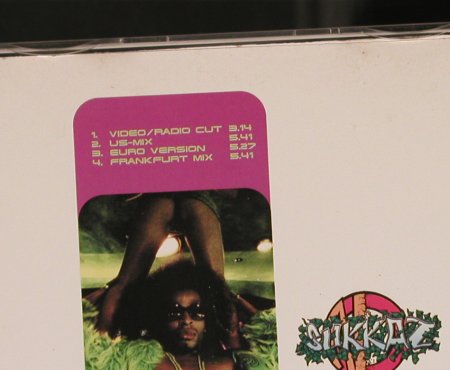 1. VIDEO/RADIO CUT 3.14
2. US-MIX 5.41
3. EURO VERSION 5.27
4. FRANKFURT MIX 5.41
SUKKAZ